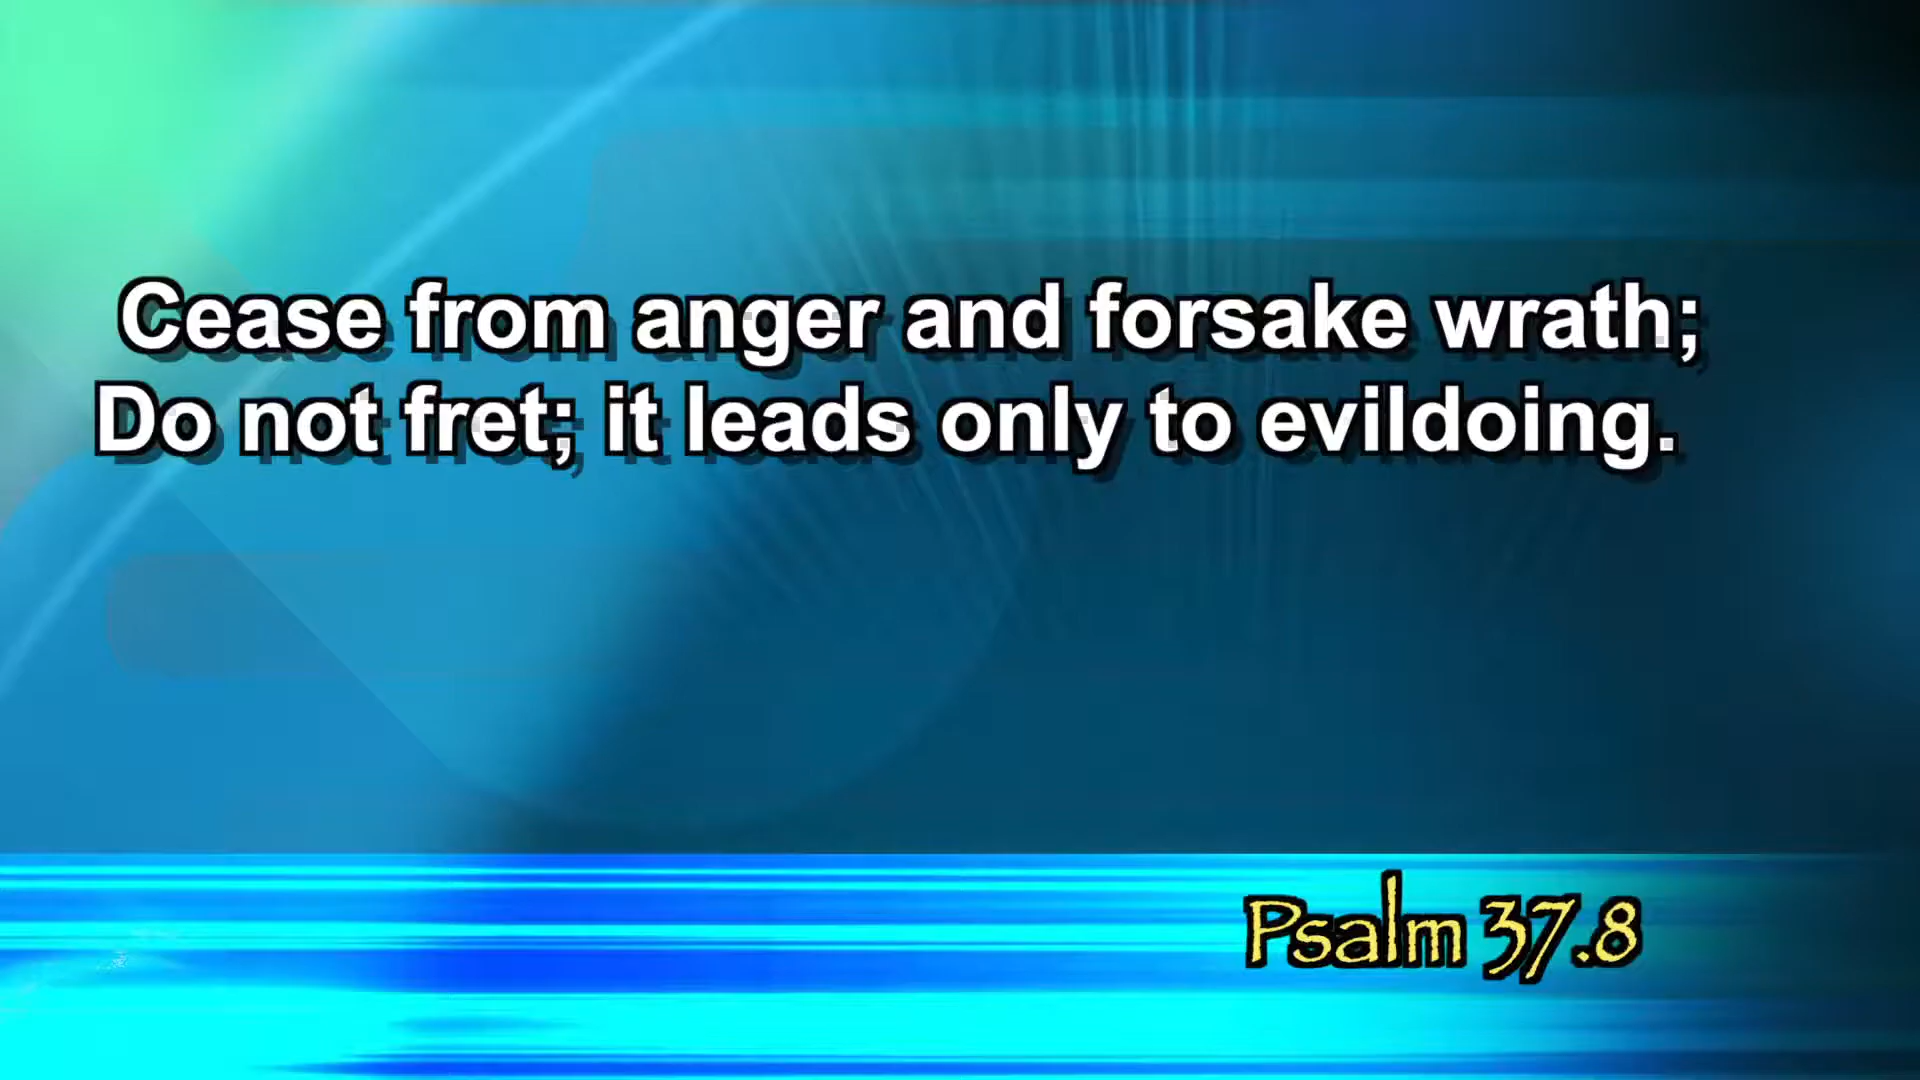 Cease from anger and forsake wrath;
Do not fret; it leads only to evildoing.
Psalm 37.8